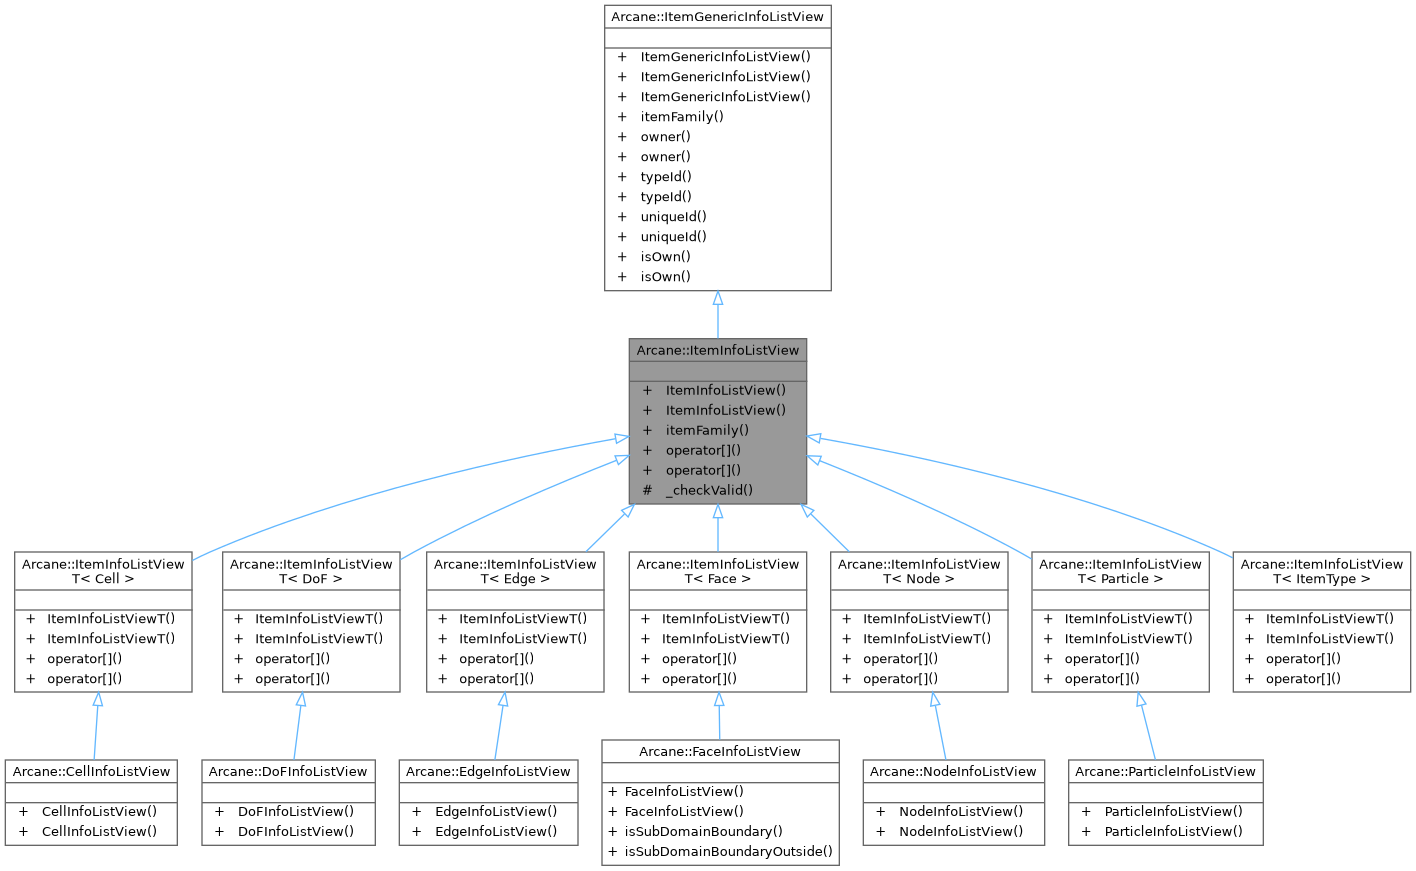 Arcane::ItemGenericInfoListView
+ ItemGenericInfoListView()
+ ItemGenericInfoListView()
+ ItemGenericInfoListView()
+ itemFamily()
+ owner()
+ owner()
+ typeId()
+ typeId()
+ uniqueId()
+ uniqueId()
+ isOwn()
+ isOwn()
Arcane::ItemInfoListView
+ ItemInfoListView()
+ ItemInfoListView()
+ itemFamily()
+ operator[]()
+ operator[]()
# _checkValid()
Arcane::ItemInfoListView
T< Cell >
+ ItemInfoListViewT()
+ ItemInfoListViewT()
+ operator[]()
+ operator[]()
Arcane::ItemInfoListView
T< DoF >
+ ItemInfoListViewT()
+ ItemInfoListViewT()
+ operator[]()
+ operator[]()
Arcane::ItemInfoListView
T< Edge >
+ ItemInfoListViewT()
+ ItemInfoListViewT()
+ operator[]()
+ operator[]()
Arcane::ItemInfoListView
T< Face >
+ ItemInfoListViewT()
+ ItemInfoListViewT()
+ operator[]()
+ operator[]()
Arcane::ItemInfoListView
T< Node >
+ ItemInfoListViewT()
+ ItemInfoListViewT()
+ operator[]()
+ operator[]()
Arcane::ItemInfoListView
T< Particle >
+ ItemInfoListViewT()
+ ItemInfoListViewT()
+ operator[]()
+ operator[]()
Arcane::ItemInfoListView
T< ItemType >
+ ItemInfoListViewT()
+ ItemInfoListViewT()
+ operator[]()
+ operator[]()
Arcane::CellInfoListView
+ CellInfoListView()
+ CellInfoListView()
Arcane::DoFInfoListView
+ DoFInfoListView()
+ DoFInfoListView()
Arcane::EdgeInfoListView
+ EdgeInfoListView()
+ EdgeInfoListView()
Arcane::FaceInfoListView
+ FaceInfoListView()
+ FaceInfoListView()
+ isSubDomainBoundary()
+ isSubDomainBoundaryOutside()
Arcane::NodeInfoListView
+ NodeInfoListView()
+ NodeInfoListView()
Arcane::ParticleInfoListView
+ ParticleInfoListView()
+ ParticleInfoListView()